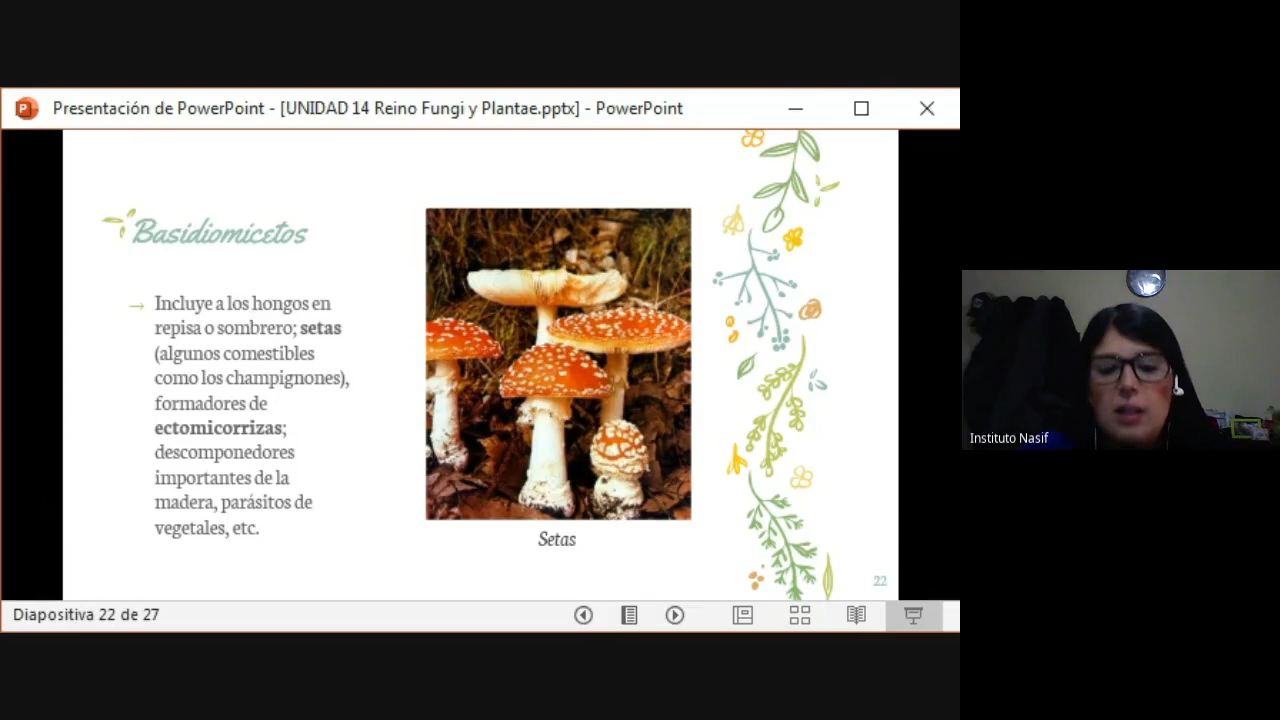 Presentación de PowerPoint - [UNIDAD 14 Reino Fungi y Plantae.pptx] - PowerPoint
Basidiomicetos
→ Incluye a los hongos en
repisa o sombrero; setas
(algunos comestibles
como los champignones),
formadores de
ectomicorrizas;
descomponedores
importantes de la
madera, parásitos de
vegetales, etc.
Setas
22
Diapositiva 22 de 27
Instituto Nasif